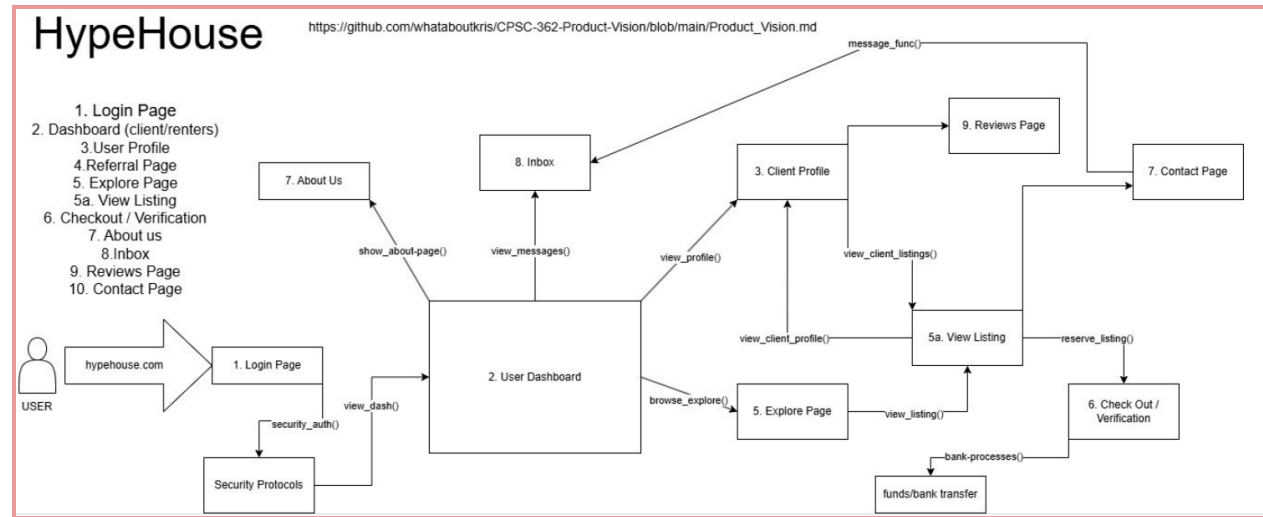 HypeHouse
https://github.com/whataboutkris/CPSC-362-Product-Vision/blob/main/Product_Vision.md
1. Login Page
2. Dashboard (client/renters)
3.User Profile
4.Referral Page
5. Explore Page
5a. View Listing
6. Checkout / Verification
7. About us
8.Inbox
9. Reviews Page
10. Contact Page
message_func()
9. Reviews Page
8. Inbox
3. Client Profile
7. Contact Page
7. About Us
show_about-page()
view_messages()
view_profile()
view_client_listings()
view_client_profile()
5a. View Listing
reserve_listing()
USER
hypehouse.com
1. Login Page
security_auth()
view_dash()
2. User Dashboard
browse_explore()
5. Explore Page
view_listing()
6. Check Out /
Verification
Security Protocols
bank-processes()
funds/bank transfer